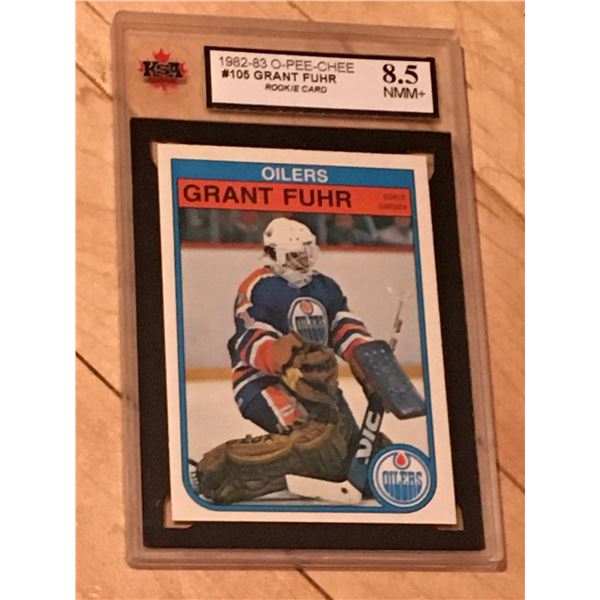 KSA
1982-83 O-PEE-CHEE
#105 GRANT FUHR
ROOKIE CARD
8.5
NMM+
OILERS
GRANT FUHR
GOALIE
GARDIEN
OILERS
VIC
OILERS